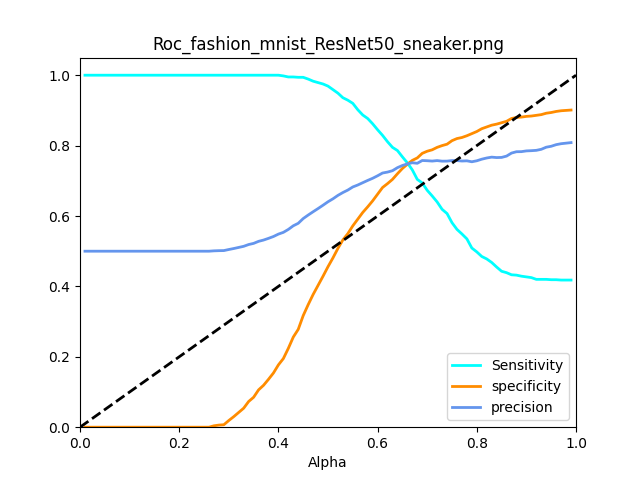 Roc_fashion_mnist_ResNet50_sneaker.png
1.0
0.8
0.6
0.4
0.2
0.0
Sensitivity
specificity
precision
0.0 0.2 0.4 0.6 0.8 1.0
Alpha